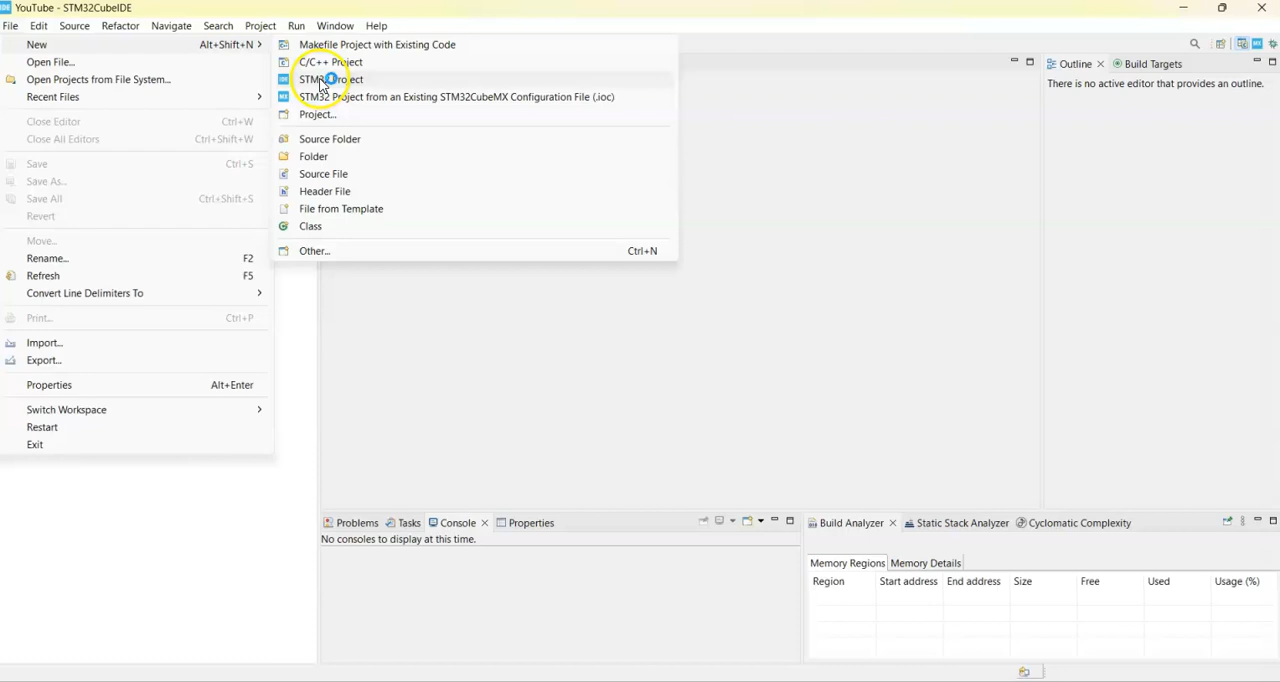 IDE YouTube - STM32CubeIDE
File Edit Source Refactor Navigate Search Project Run Window Help
New Alt+Shift+N
Open File...
Open Projects from File System...
Recent Files
Close Editor Ctrl+W
Close All Editors Ctrl+Shift+W
Save Ctrl+S
Save As...
Save All Ctrl+Shift+S
Revert
Move...
Rename... F2
Refresh F5
Convert Line Delimiters To
Print... Ctrl+P
Import...
Export...
Properties Alt+Enter
Switch Workspace
Restart
Exit
Makefile Project with Existing Code
C/C++ Project
IDE STM32 Project
MX STM32 Project from an Existing STM32CubeMX Configuration File (.ioc)
Project...
Source Folder
Folder
Source File
Header File
File from Template
Class
Other... Ctrl+N
MX
Outline Build Targets
There is no active editor that provides an outline.
Problems Tasks Console Properties
No consoles to display at this time.
Build Analyzer Static Stack Analyzer Cyclomatic Complexity
Memory Regions Memory Details
Region Start address End address Size Free Used Usage (%)